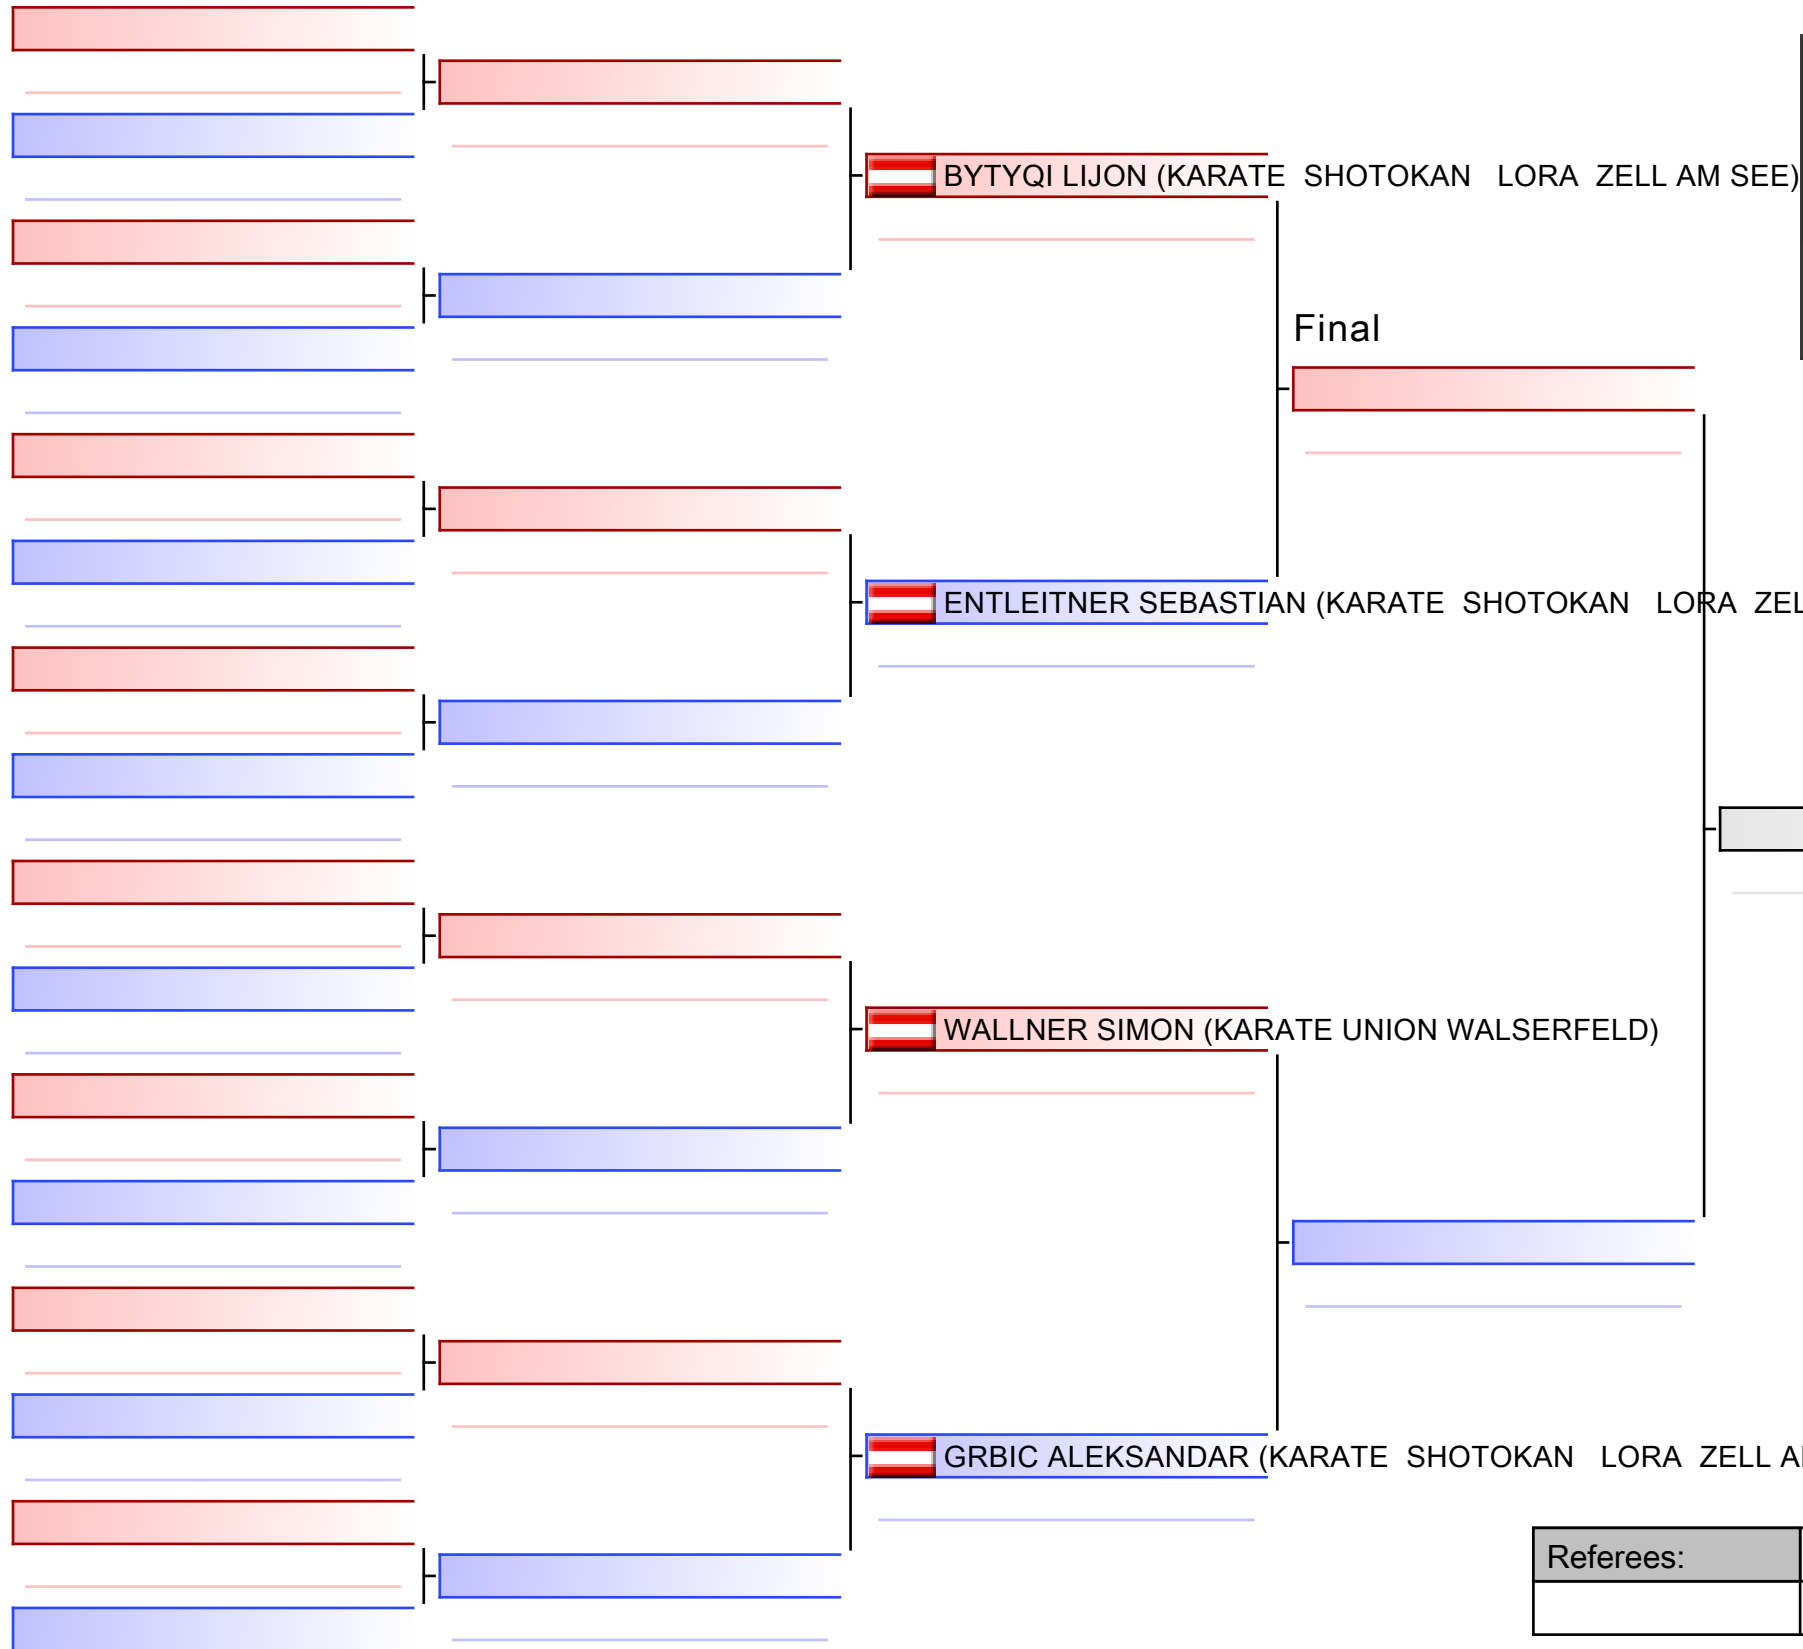 BYTYQI LIJON (KARATE SHOTOKAN LORA ZELL AM SEE)
Final
ENTLEITNER SEBASTIAN (KARATE SHOTOKAN LORA
WALLNER SIMON (KARATE UNION WALSERFELD)
GRBIC ALEKSANDAR (KARATE SHOTOKAN LORA ZELL
Referees: